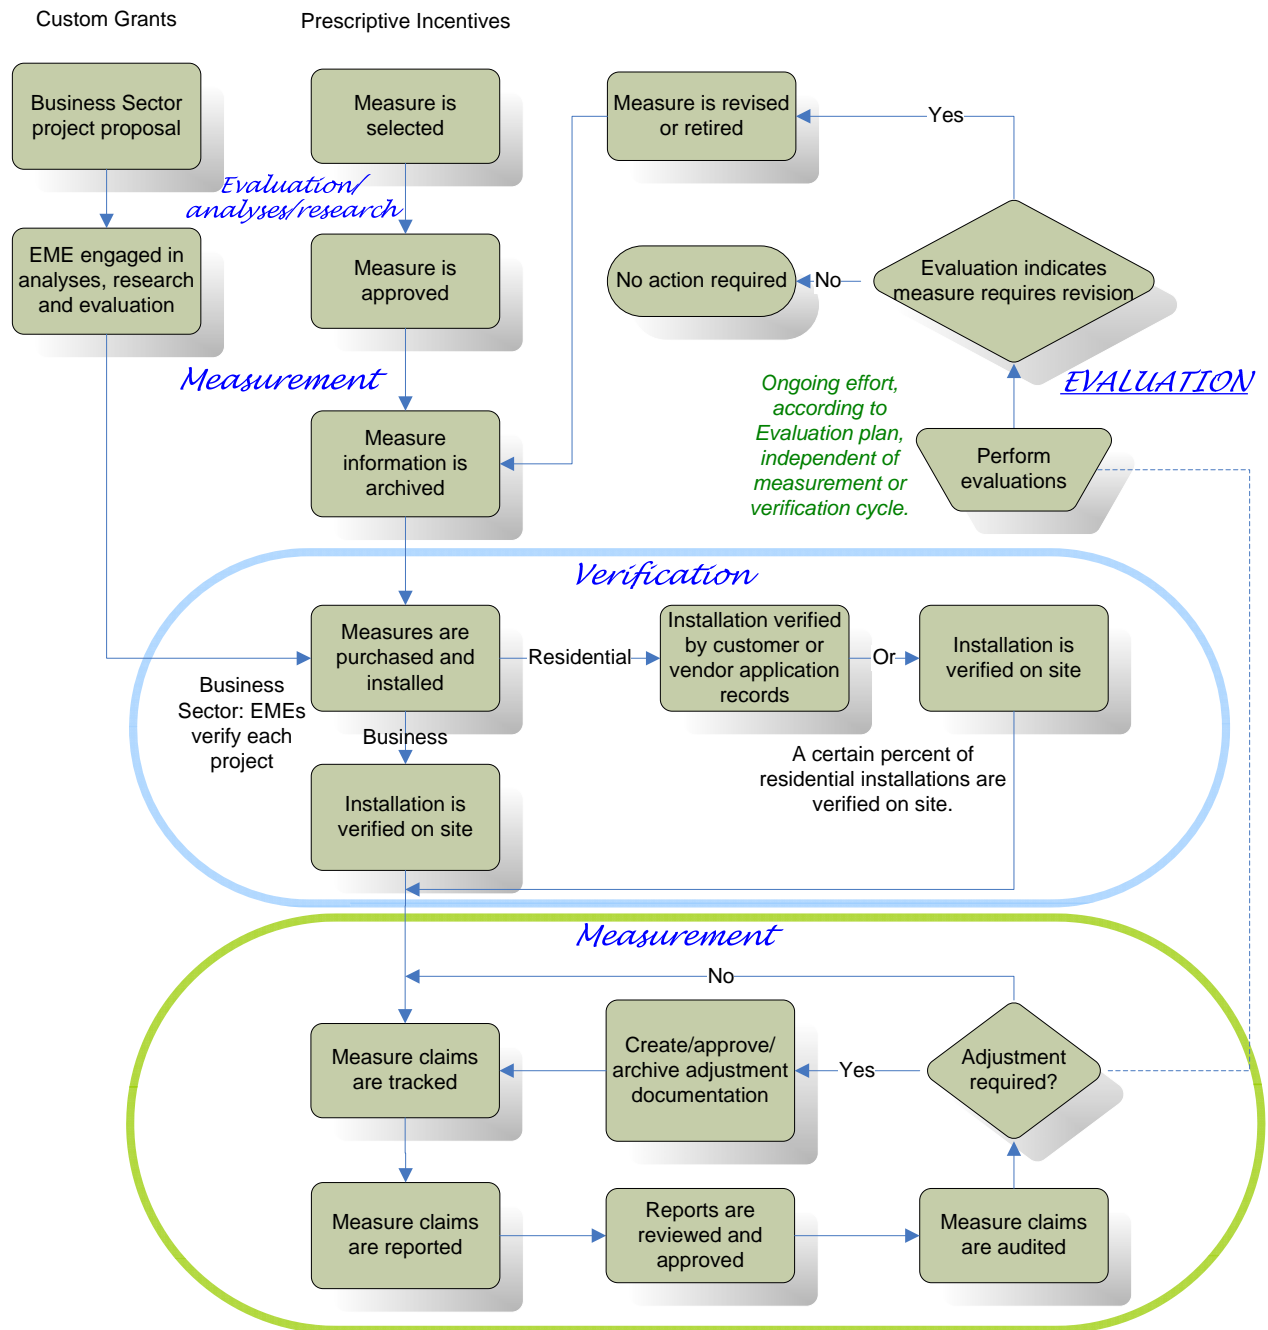 Custom Grants
Prescriptive Incentives
Business Sector
project proposal
Measure is
selected
Measure is revised
or retired
Yes
Evaluation/
analyses/research
EME engaged in
analyses, research
and evaluation
Measure is
approved
No action required
No
Evaluation indicates
measure requires revision
Measurement
Ongoing effort,
according to
Evaluation plan,
independent of
measurement or
verification cycle.
EVALUATION
Measure
information is
archived
Perform
evaluations
Verification
Measures are
purchased and
installed
Residential
Installation verified
by customer or
vendor application
records
Or
Installation is
verified on site
Business
Sector: EMEs
verify each
project
Business
A certain percent of
residential installations are
verified on site.
Installation is
verified on site
Measurement
No
Measure claims
are tracked
Create/approve/
archive adjustment
documentation
Yes
Adjustment
required?
Measure claims
are reported
Reports are
reviewed and
approved
Measure claims
are audited